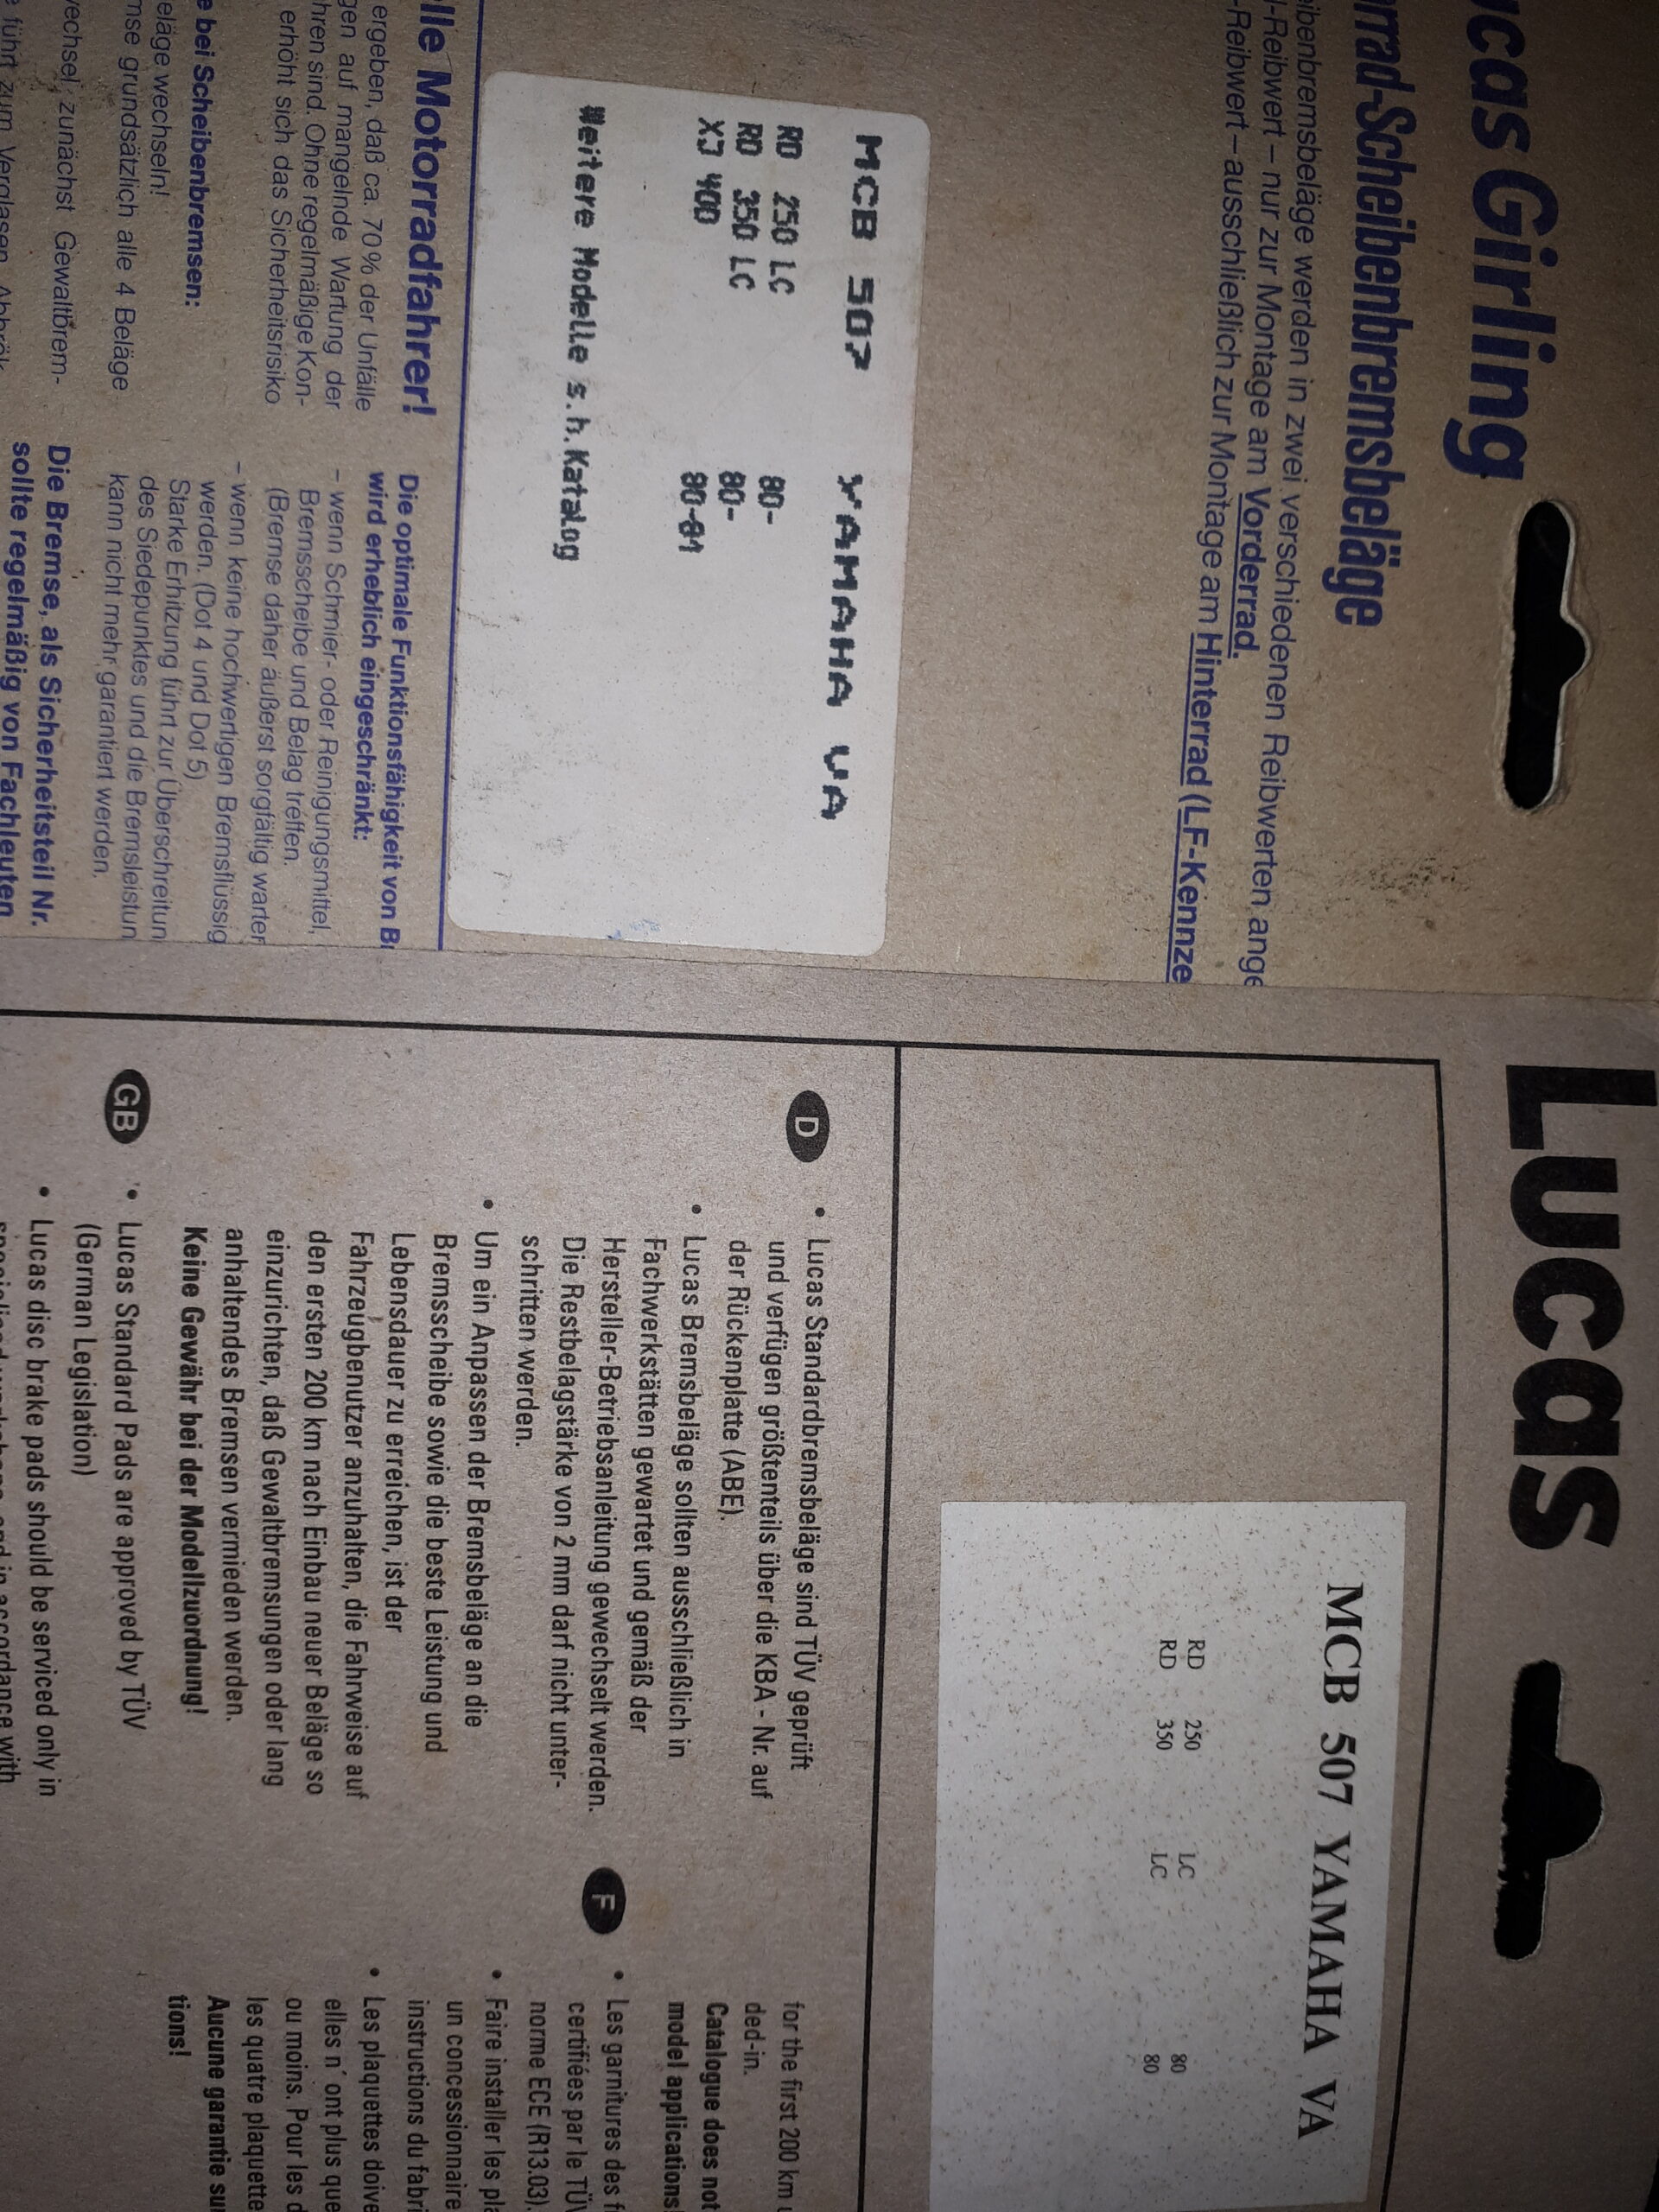 Lucas Girling
rrad-Scheibenbremsbeläge
eibenbremsbeläge werden in zwei verschiedenen Reibwerten ange
-Reibwert – nur zur Montage am Vorderrad.
-Reibwert – ausschließlich zur Montage am Hinterrad (LF-Kennze
MCB 507 YAMAHA VA
RD 250 LC 80-
RD 350 LC 80-
XJ 400 80-81
Weitere Modelle s.h.Katalog
elle Motorradfahrer!
ergeben, daß ca. 70% der Unfälle
gen auf mangelnde Wartung der
hren sind. Ohne regelmäßige Kon-
erhöht sich das Sicherheitsrisiko
e bei Scheibenbremsen:
eläge wechseln!
mse grundsätzlich alle 4 Beläge
wechsel, zunächst Gewaltbrem-
führt zum Verglasen
Die optimale Funktionsfähigkeit von B
wird erheblich eingeschränkt:
– wenn Schmier- oder Reinigungsmittel,
Bremsscheibe und Belag treffen.
(Bremse daher äußerst sorgfältig warten
– wenn keine hochwertigen Bremsflüssig
werden. (Dot 4 und Dot 5)
Starke Erhitzung führt zur Überschreitun
des Siedepunktes und die Bremsleistun
kann nicht mehr garantiert werden.
Die Bremse, als Sicherheitsteil Nr.
sollte regelmäßig von Fachleuten
Lucas
MCB 507 YAMAHA VA
RD 250 LC 80
RD 350 LC 80
D
• Lucas Standardbremsbeläge sind TÜV geprüft
und verfügen größtenteils über die KBA - Nr. auf
der Rückenplatte (ABE).
• Lucas Bremsbeläge sollten ausschließlich in
Fachwerkstätten gewartet und gemäß der
Hersteller-Betriebsanleitung gewechselt werden.
Die Restbelagstärke von 2 mm darf nicht unter-
schritten werden.
• Um ein Anpassen der Bremsbeläge an die
Bremsscheibe sowie die beste Leistung und
Lebensdauer zu erreichen, ist der
Fahrzeugbenutzer anzuhalten, die Fahrweise auf
den ersten 200 km nach Einbau neuer Beläge so
einzurichten, daß Gewaltbremsungen oder lang
anhaltendes Bremsen vermieden werden.
Keine Gewähr bei der Modellzuordnung!
GB
• Lucas Standard Pads are approved by TÜV
(German Legislation)
• Lucas disc brake pads should be serviced only in
for the first 200 km u
ded-in.
Catalogue does not
model applications
F
• Les garnitures des f
certifiées par le TÜV
norme ECE (R13.03).
• Faire installer les pla
un concessionnaire
instructions du fabri
• Les plaquettes doive
elles n´ont plus que
ou moins. Pour les d
les quatre plaquette
Aucune garantie su
tions!